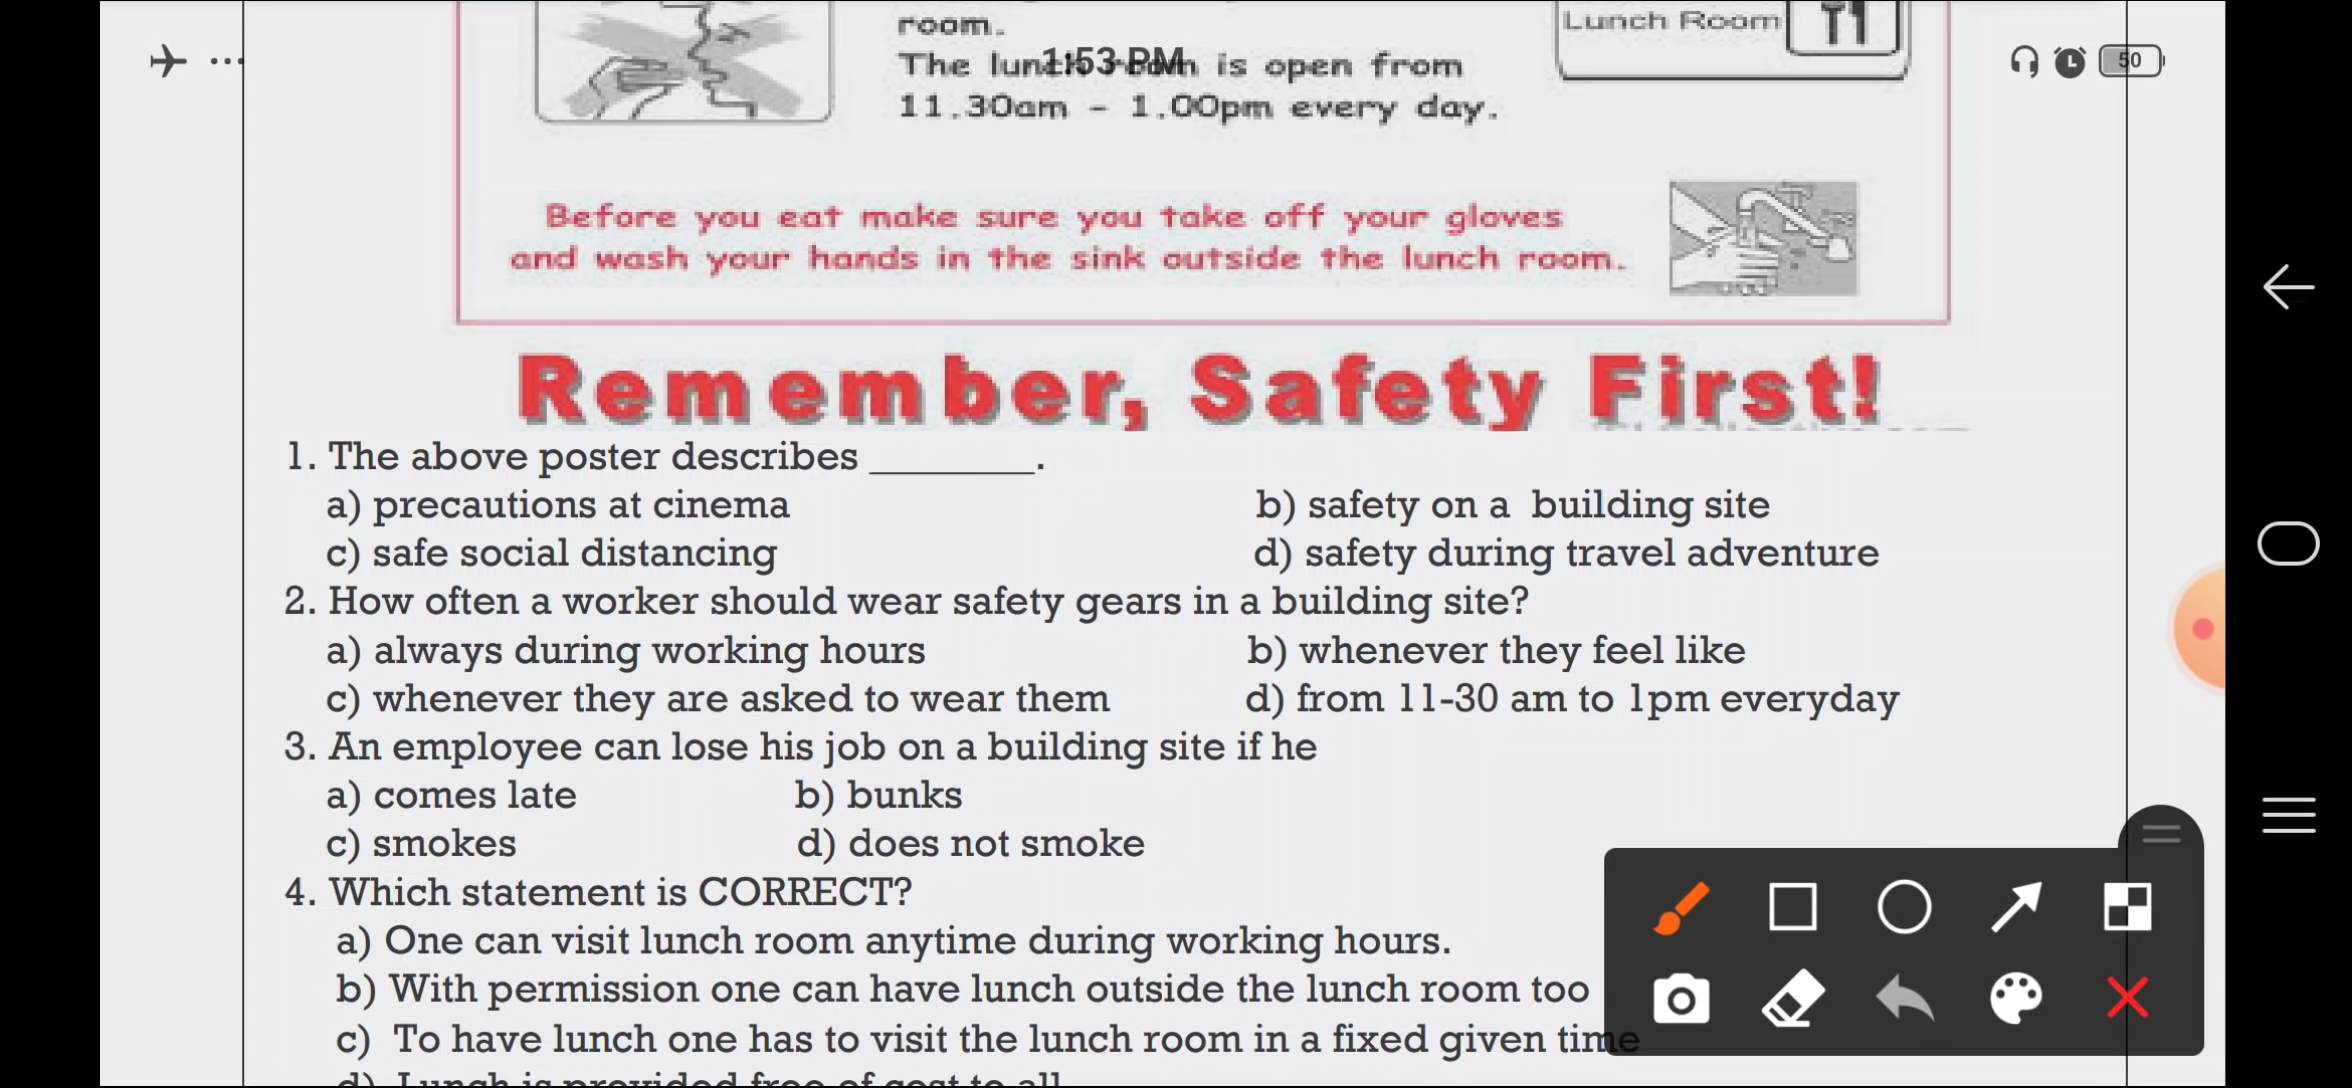 room.
Lunch Room
1:53 PM
50
The lunch room is open from
11.30am - 1.00pm every day.
Before you eat make sure you take off your gloves
and wash your hands in the sink outside the lunch room.
Remember, Safety First!
1. The above poster describes ________.
a) precautions at cinema b) safety on a building site
c) safe social distancing d) safety during travel adventure
2. How often a worker should wear safety gears in a building site?
a) always during working hours b) whenever they feel like
c) whenever they are asked to wear them d) from 11-30 am to 1pm everyday
3. An employee can lose his job on a building site if he
a) comes late b) bunks
c) smokes d) does not smoke
4. Which statement is CORRECT?
a) One can visit lunch room anytime during working hours.
b) With permission one can have lunch outside the lunch room too
c) To have lunch one has to visit the lunch room in a fixed given time
d) Lunch is provided free of cost to all